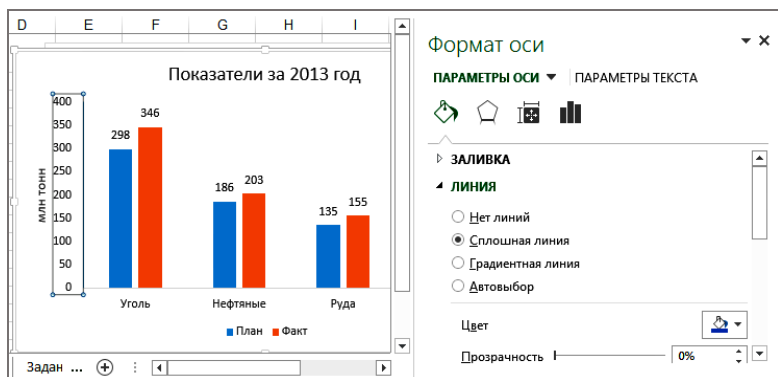 D E F G H I
Показатели за 2013 год
млн тонн
400
350
300
250
200
150
100
50
0
298 346
186 203
135 155
Уголь Нефтяные Руда
План Факт
Задан ...
Формат оси
ПАРАМЕТРЫ ОСИ ПАРАМЕТРЫ ТЕКСТА
ЗАЛИВКА
ЛИНИЯ
Нет линий
Сплошная линия
Градиентная линия
Автовыбор
Цвет
Прозрачность 0%